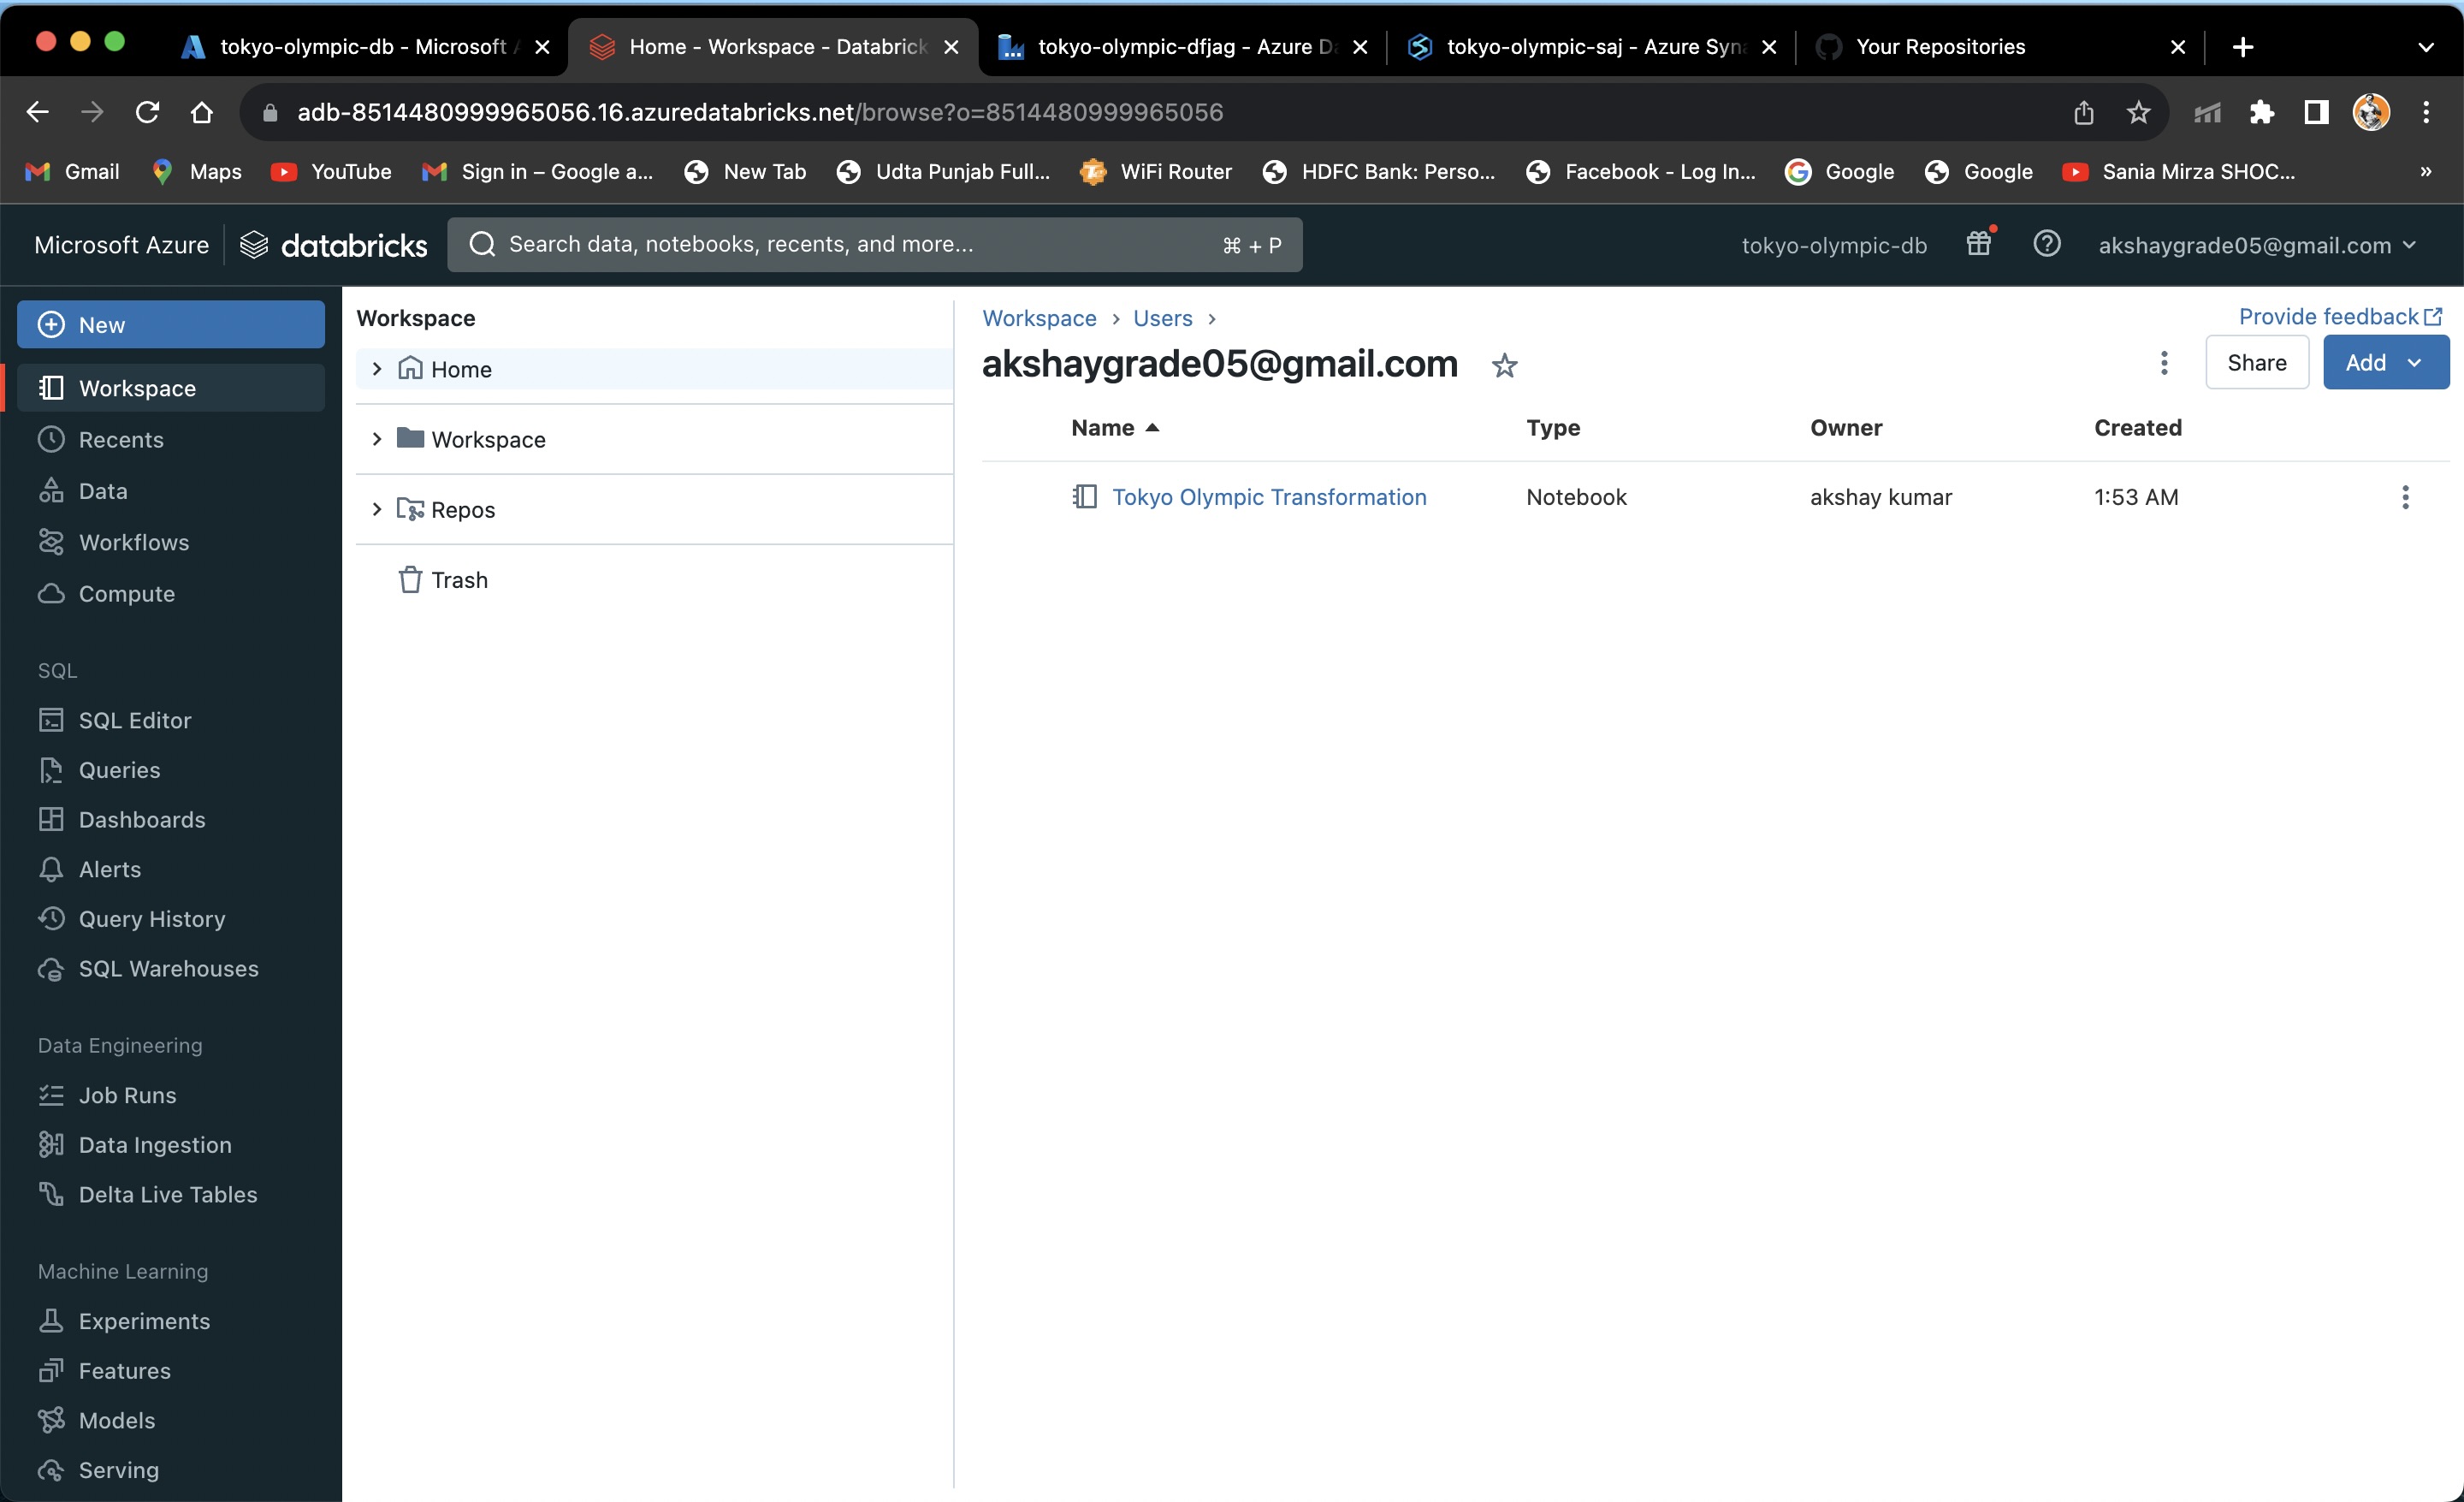 tokyo-olympic-db - Microsoft
Home - Workspace - Databrick
tokyo-olympic-dfjag - Azure D
tokyo-olympic-saj - Azure Syn
Your Repositories
adb-8514480999965056.16.azuredatabricks.net/browse?o=8514480999965056
Gmail
Maps
YouTube
Sign in – Google a...
New Tab
Udta Punjab Full...
WiFi Router
HDFC Bank: Perso...
Facebook - Log In...
Google
Google
Sania Mirza SHOC...
»
Microsoft Azure
databricks
Search data, notebooks, recents, and more...
⌘ + P
tokyo-olympic-db
akshaygrade05@gmail.com
New
Workspace
Recents
Data
Workflows
Compute
SQL
SQL Editor
Queries
Dashboards
Alerts
Query History
SQL Warehouses
Data Engineering
Job Runs
Data Ingestion
Delta Live Tables
Machine Learning
Experiments
Features
Models
Serving
Workspace
Home
Workspace
Repos
Trash
Workspace › Users ›
Provide feedback
akshaygrade05@gmail.com
Share
Add
Name Type Owner Created
Tokyo Olympic Transformation Notebook akshay kumar 1:53 AM